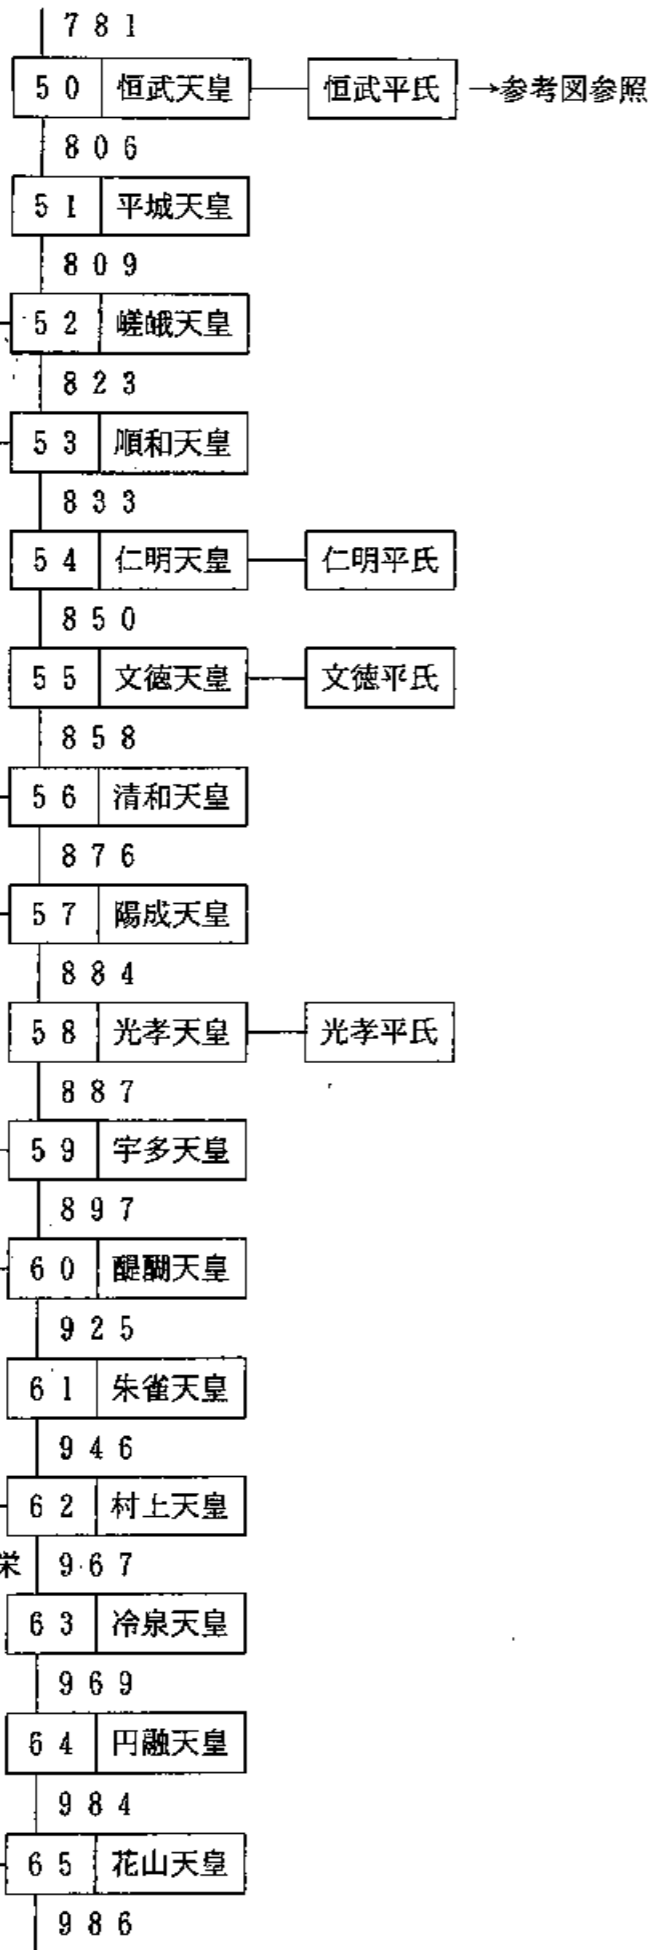 781
50 恒武天皇 恒武平氏 →参考図参照
806
51 平城天皇
809
52 嵯峨天皇
823
53 順和天皇
833
54 仁明天皇 仁明平氏
850
55 文徳天皇 文徳平氏
858
56 清和天皇
876
57 陽成天皇
884
58 光孝天皇 光孝平氏
887
59 宇多天皇
897
60 醍醐天皇
925
61 朱雀天皇
946
62 村上天皇
栄 967
63 冷泉天皇
969
64 円融天皇
984
65 花山天皇
986